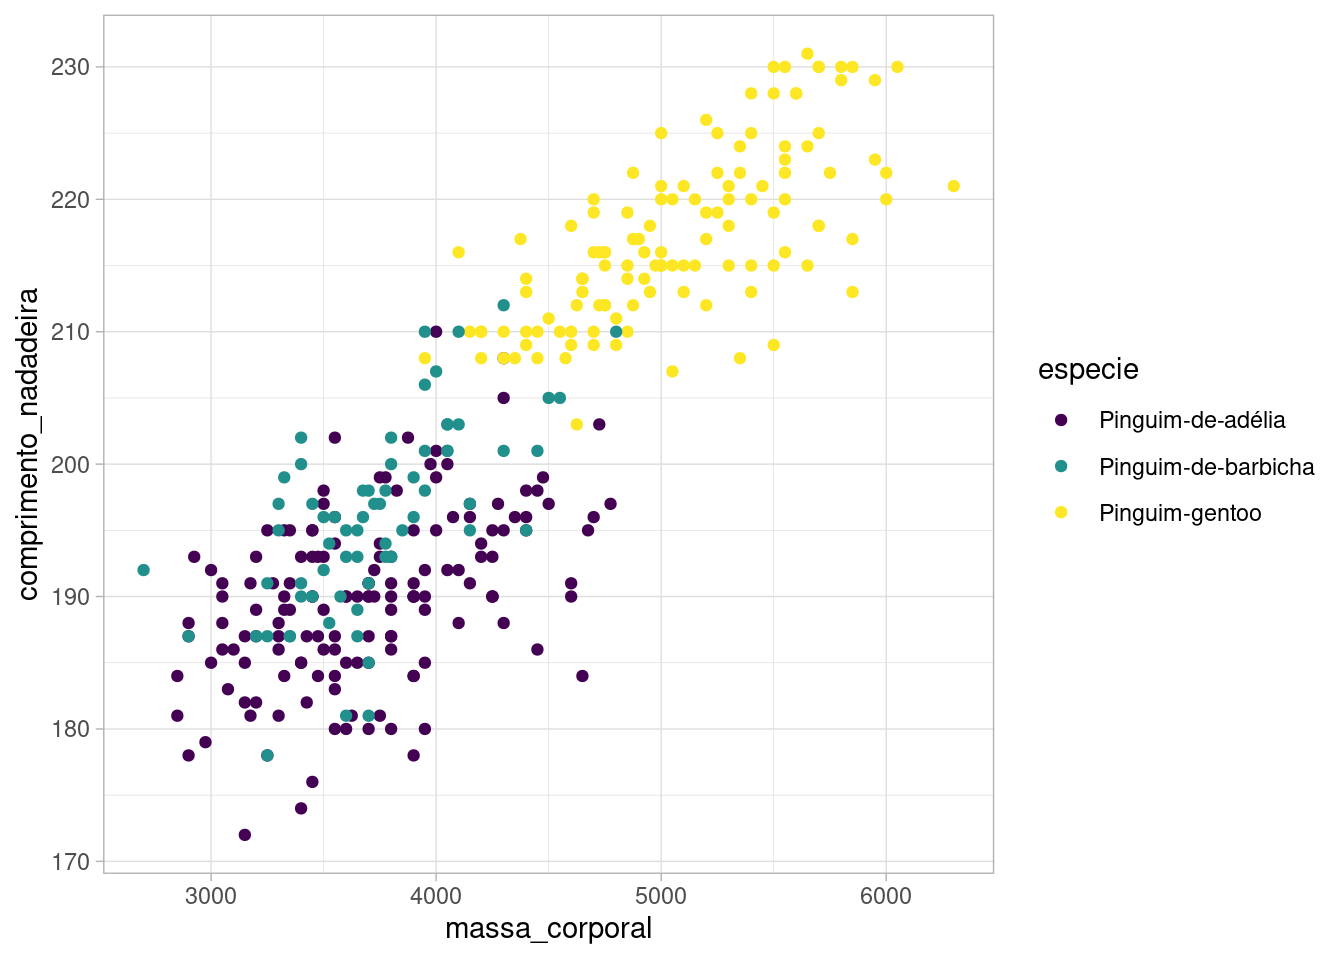 230
220
210
200
190
180
170
comprimento_nadadeira
3000 4000 5000 6000
massa_corporal
especie
Pinguim-de-adélia
Pinguim-de-barbicha
Pinguim-gentoo